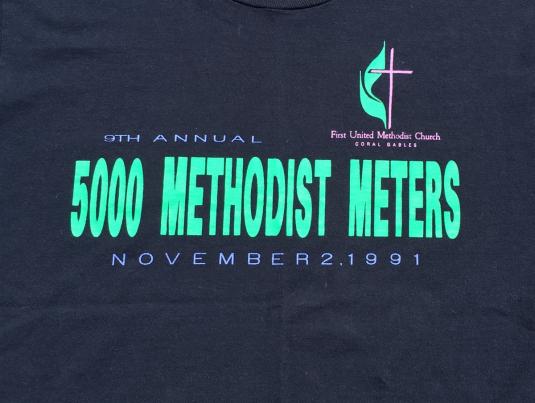 First United Methodist Church
CORAL GABLES
9TH ANNUAL
5000 METHODIST METERS
NOVEMBER 2, 1991